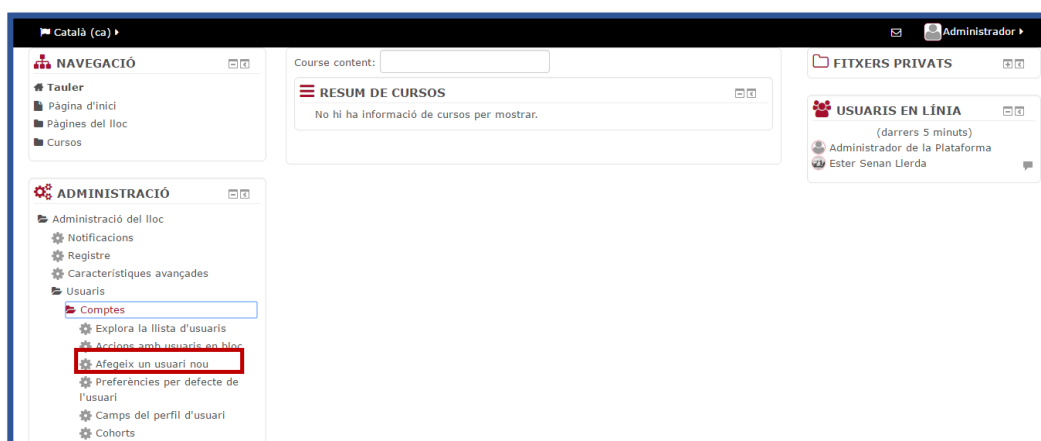 Català (ca)
Administrador
NAVEGACIÓ
Tauler
Pàgina d'inici
Pàgines del lloc
Cursos
ADMINISTRACIÓ
Administració del lloc
Notificacions
Registre
Característiques avançades
Usuaris
Comptes
Explora la llista d'usuaris
Accions amb usuaris en bloc
Afegeix un usuari nou
Preferències per defecte de
l'usuari
Camps del perfil d'usuari
Cohorts
Course content:
RESUM DE CURSOS
No hi ha informació de cursos per mostrar.
FITXERS PRIVATS
USUARIS EN LÍNIA
(darrers 5 minuts)
Administrador de la Plataforma
Ester Senan Llerda